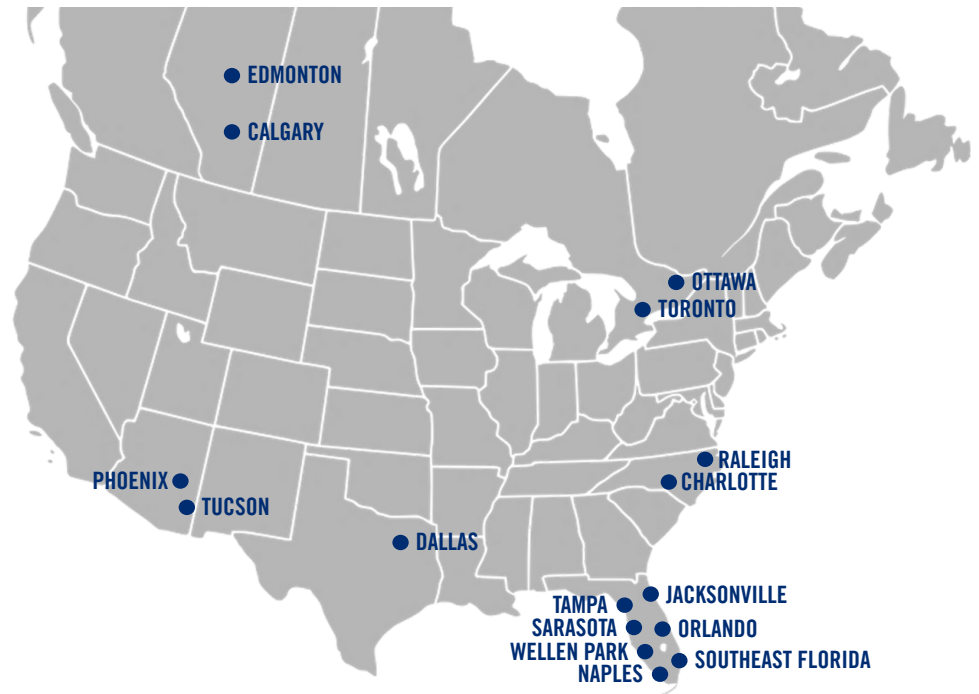 EDMONTON
CALGARY
OTTAWA
TORONTO
RALEIGH
CHARLOTTE
PHOENIX
TUCSON
DALLAS
JACKSONVILLE
TAMPA
SARASOTA
ORLANDO
WELLEN PARK
SOUTHEAST FLORIDA
NAPLES